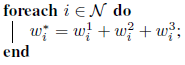 foreach i ∈ 𝒩 do
w_i^* = w_i^1 + w_i^2 + w_i^3;
end